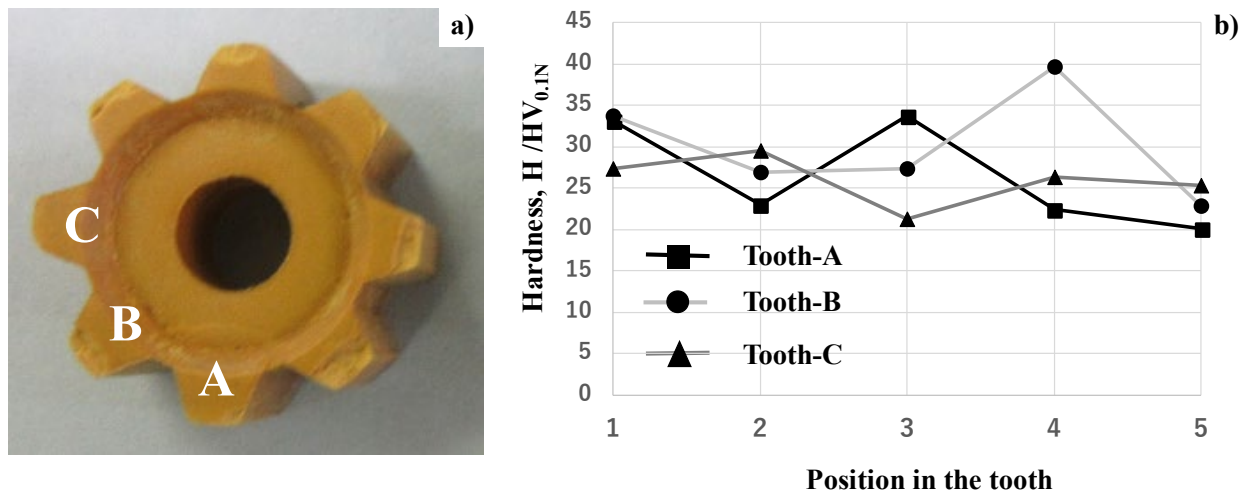 a)
C
B
A
b)
Hardness, H /HV0.1N
45
40
35
30
25
20
15
10
5
0
Tooth-A
Tooth-B
Tooth-C
1 2 3 4 5
Position in the tooth